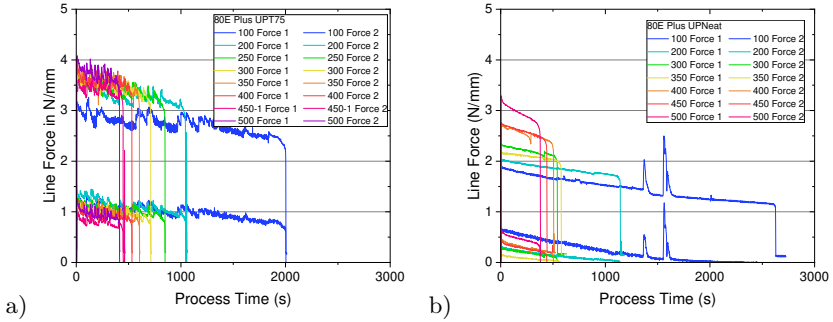 80E Plus UPT75
100 Force 1 100 Force 2
200 Force 1 200 Force 2
250 Force 1 250 Force 2
300 Force 1 300 Force 2
350 Force 1 350 Force 2
400 Force 1 400 Force 2
450-1 Force 1 450-1 Force 2
500 Force 1 500 Force 2
Line Force in N/mm
5
4
3
2
1
0
0 1000 2000 3000
Process Time (s)
a)
80E Plus UPNeat
100 Force 1 100 Force 2
200 Force 1 200 Force 2
300 Force 1 300 Force 2
350 Force 1 350 Force 2
400 Force 1 400 Force 2
450 Force 1 450 Force 2
500 Force 1 500 Force 2
Line Force (N/mm)
5
4
3
2
1
0
0 500 1000 1500 2000 2500 3000
Process Time (s)
b)